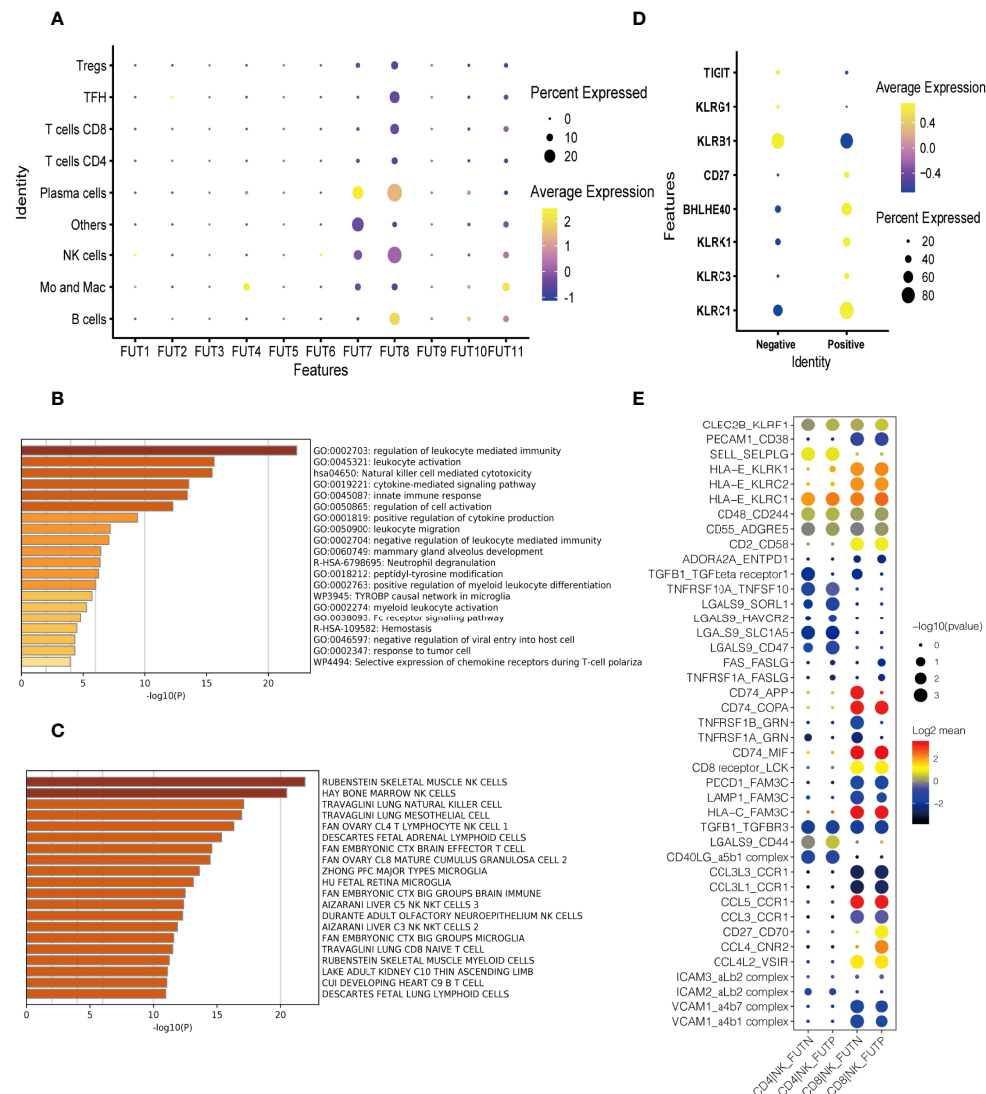 A
Identity
Tregs
TFH
T cells CD8
T cells CD4
Plasma cells
Others
NK cells
Mo and Mac
B cells
FUT1 FUT2 FUT3 FUT4 FUT5 FUT6 FUT7 FUT8 FUT9 FUT10 FUT11
Features
Percent Expressed
0
10
20
Average Expression
2
1
0
-1
D
Features
TIGIT
KLRG1
KLRB1
CD27
BHLHE40
KLRK1
KLRC3
KLRC1
Negative Positive
Identity
Average Expression
0.4
0.0
−0.4
Percent Expressed
20
40
60
80
B
GO:0002703: regulation of leukocyte mediated immunity
GO:0045321: leukocyte activation
hsa04650: Natural killer cell mediated cytotoxicity
GO:0019221: cytokine-mediated signaling pathway
GO:0045087: innate immune response
GO:0050865: regulation of cell activation
GO:0001819: positive regulation of cytokine production
GO:0050900: leukocyte migration
GO:0002704: negative regulation of leukocyte mediated immunity
GO:0060749: mammary gland alveolus development
R-HSA-6798695: Neutrophil degranulation
GO:0018212: peptidyl-tyrosine modification
GO:0002763: positive regulation of myeloid leukocyte differentiation
WP3945: TYROBP causal network in microglia
GO:0002274: myeloid leukocyte activation
GO:0038093: Fc receptor signaling pathway
R-HSA-109582: Hemostasis
GO:0046597: negative regulation of viral entry into host cell
GO:0002347: response to tumor cell
WP4494: Selective expression of chemokine receptors during T-cell polariza
0 5 10 15 20
-log10(P)
C
RUBENSTEIN SKELETAL MUSCLE NK CELLS
HAY BONE MARROW NK CELLS
TRAVAGLINI LUNG NATURAL KILLER CELL
TRAVAGLINI LUNG MESOTHELIAL CELL
FAN OVARY CL4 T LYMPHOCYTE NK CELL 1
DESCARTES FETAL ADRENAL LYMPHOID CELLS
FAN EMBRYONIC CTX BRAIN EFFECTOR T CELL
FAN OVARY CL8 MATURE CUMULUS GRANULOSA CELL 2
ZHONG PFC MAJOR TYPES MICROGLIA
HU FETAL RETINA MICROGLIA
FAN EMBRYONIC CTX BIG GROUPS BRAIN IMMUNE
AIZARANI LIVER C5 NK NKT CELLS 3
DURANTE ADULT OLFACTORY NEUROEPITHELIUM NK CELLS
AIZARANI LIVER C3 NK NKT CELLS 2
FAN EMBRYONIC CTX BIG GROUPS MICROGLIA
TRAVAGLINI LUNG CD8 NAIVE T CELL
RUBENSTEIN SKELETAL MUSCLE MYELOID CELLS
LAKE ADULT KIDNEY C10 THIN ASCENDING LIMB
CUI DEVELOPING HEART C9 B T CELL
DESCARTES FETAL LUNG LYMPHOID CELLS
0 5 10 15 20
-log10(P)
E
CLEC2B_KLRF1
PECAM1_CD38
SELL_SELPLG
HLA−E_KLRK1
HLA−E_KLRC2
HLA−E_KLRC1
CD48_CD244
CD55_ADGRE5
CD2_CD58
ADORA2A_ENTPD1
TGFB1_TGFbeta receptor1
TNFRSF10A_TNFSF10
LGALS9_SORL1
LGALS9_HAVCR2
LGALS9_SLC1A5
LGALS9_CD47
FAS_FASLG
TNFRSF1A_FASLG
CD74_APP
CD74_COPA
TNFRSF1B_GRN
TNFRSF1A_GRN
CD74_MIF
CD8 receptor_LCK
PDCD1_FAM3C
LAMP1_FAM3C
HLA−C_FAM3C
TGFB1_TGFBR3
LGALS9_CD44
CD40LG_a5b1 complex
CCL3L3_CCR1
CCL3L1_CCR1
CCL5_CCR1
CCL3_CCR1
CD27_CD70
CCL4_CNR2
CCL4L2_VSIR
ICAM3_aLb2 complex
ICAM2_aLb2 complex
VCAM1_a4b7 complex
VCAM1_a4b1 complex
CD4|NK_FUTN
CD4|NK_FUTP
CD8|NK_FUTN
CD8|NK_FUTP
−log10(pvalue)
0
1
2
3
Log2 mean
2
0
−2